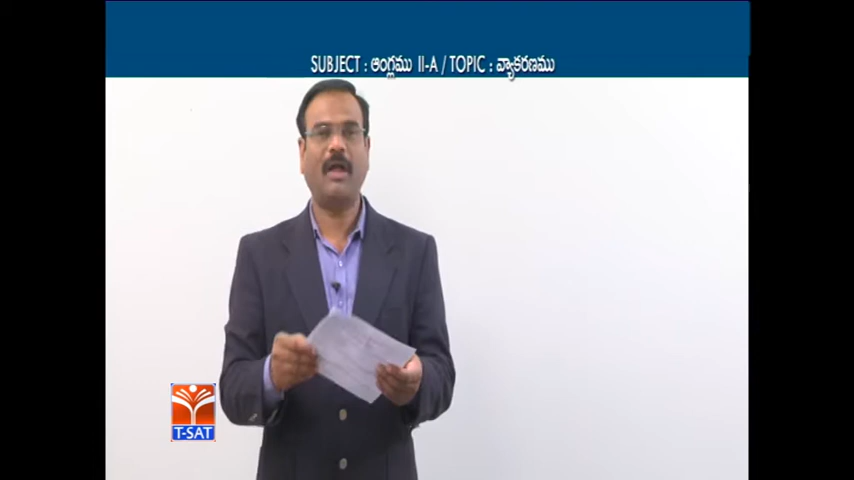 SUBJECT : ఆంగ్లము II-A / TOPIC : వ్యాకరణము
T-SAT